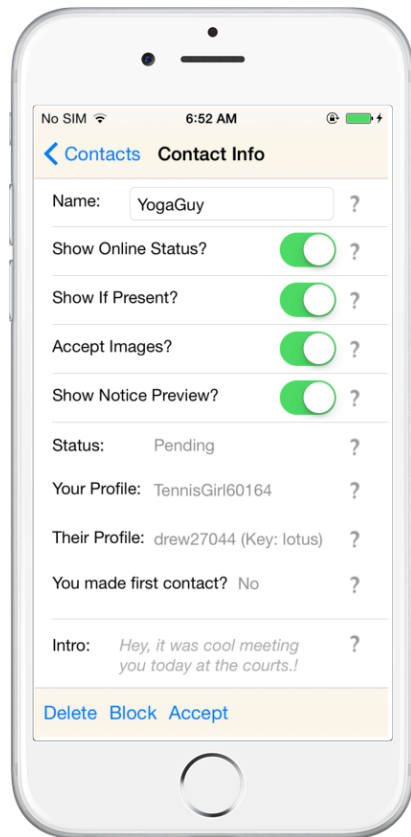 No SIM 6:52 AM
Contacts Contact Info
Name: YogaGuy ?
Show Online Status? ?
Show If Present? ?
Accept Images? ?
Show Notice Preview? ?
Status: Pending ?
Your Profile: TennisGirl60164 ?
Their Profile: drew27044 (Key: lotus) ?
You made first contact? No ?
Intro: Hey, it was cool meeting ?
you today at the courts.!
Delete Block Accept